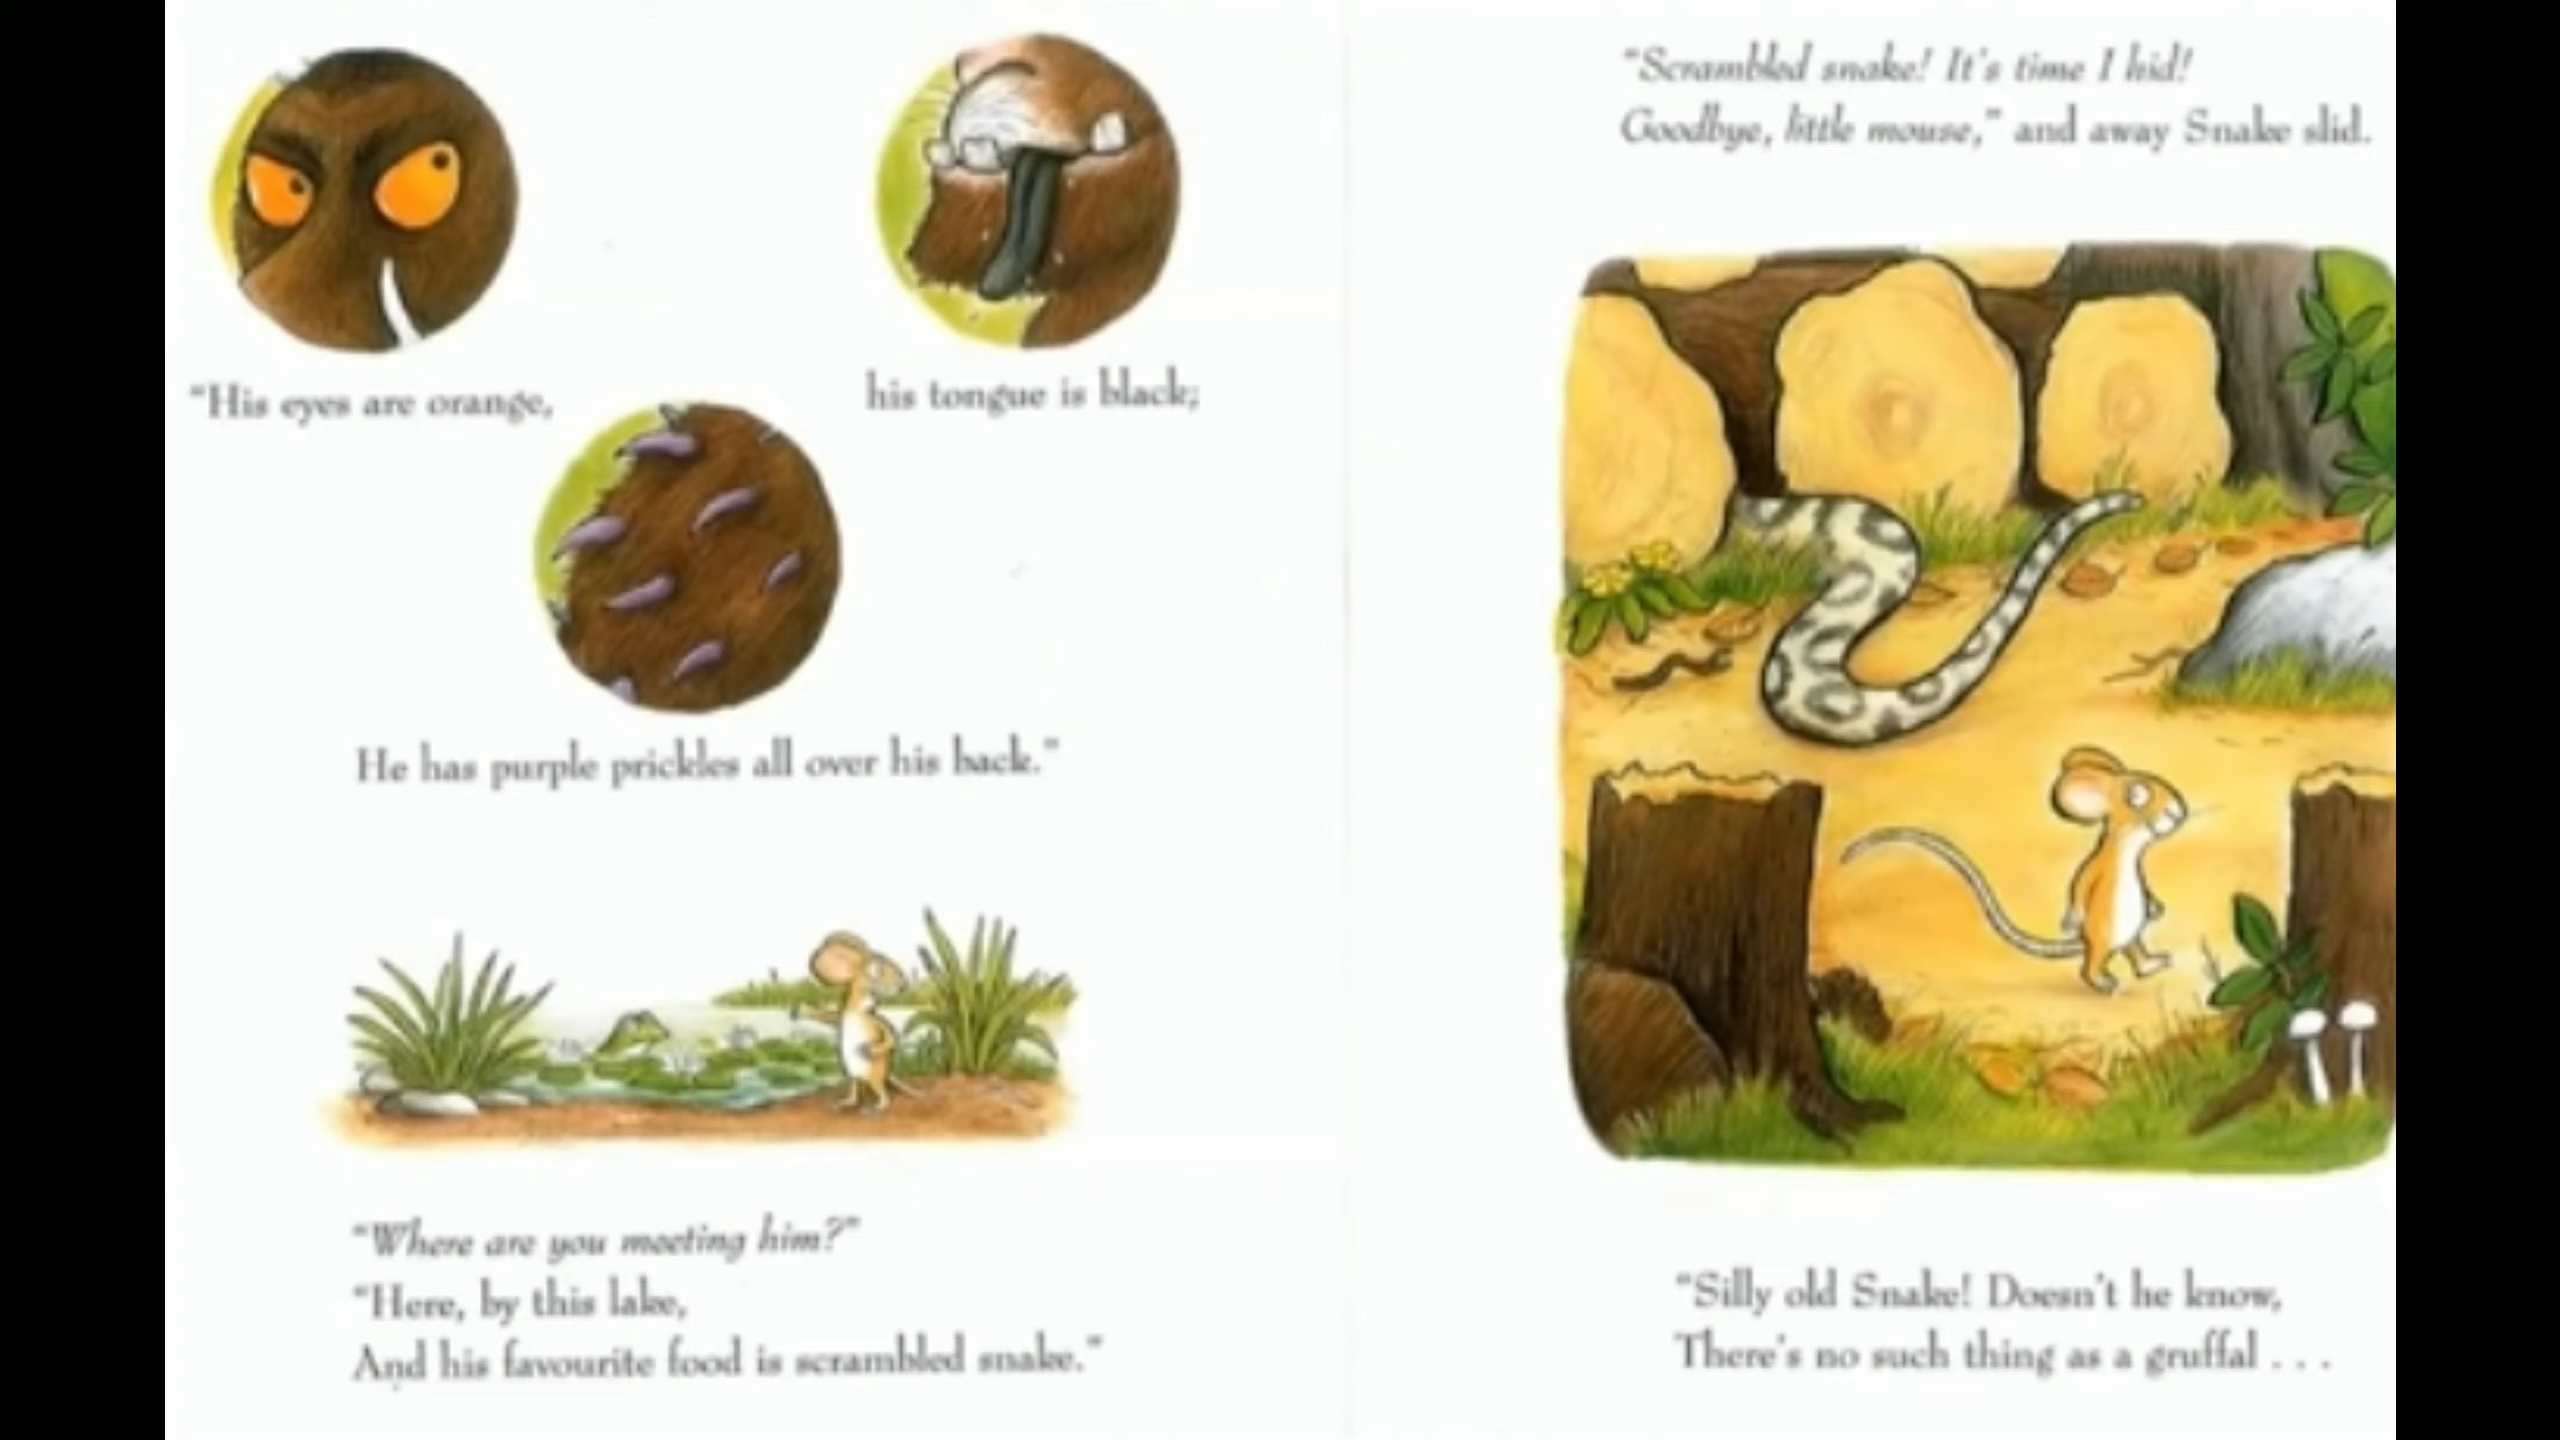 "His eyes are orange,
his tongue is black;
He has purple prickles all over his back."
"Where are you meeting him?"
"Here, by this lake,
And his favourite food is scrambled snake."
"Scrambled snake! It's time I hid!
Goodbye, little mouse," and away Snake slid.
"Silly old Snake! Doesn't he know,
There's no such thing as a gruffal . . .